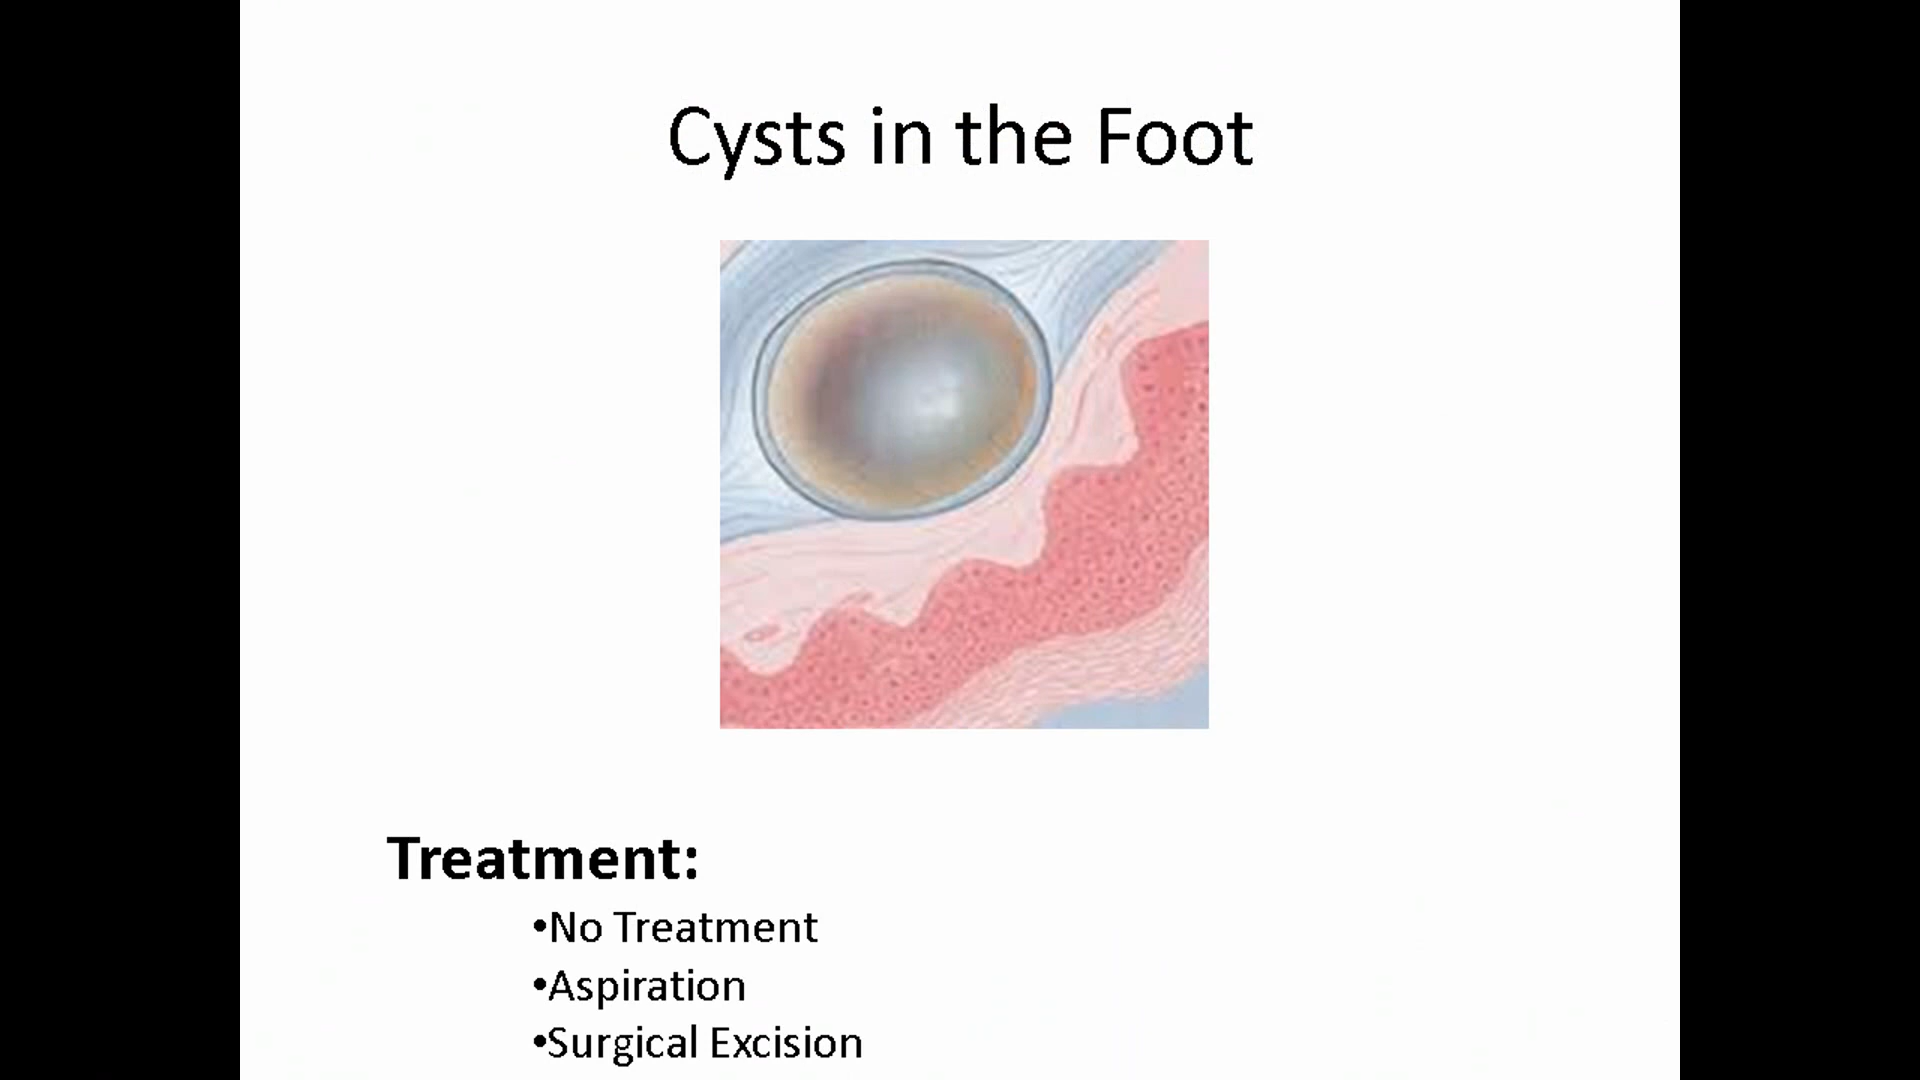 Cysts in the Foot
Treatment:
•No Treatment
•Aspiration
•Surgical Excision